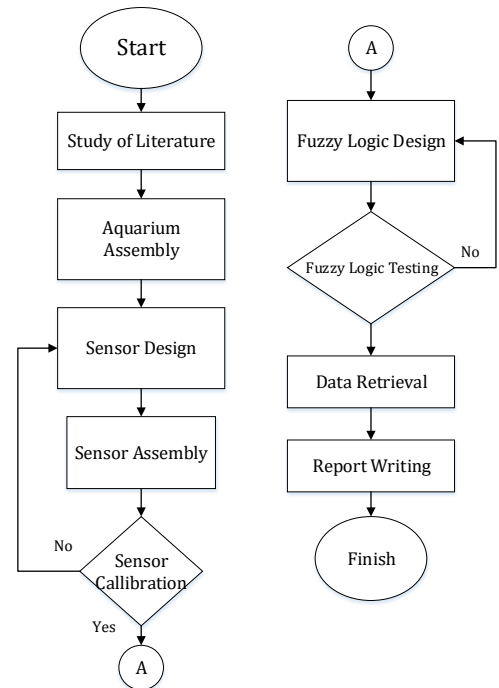 Start
Study of Literature
Aquarium
Assembly
Sensor Design
Sensor Assembly
No
Sensor
Callibration
Yes
A
A
Fuzzy Logic Design
No
Fuzzy Logic Testing
Data Retrieval
Report Writing
Finish